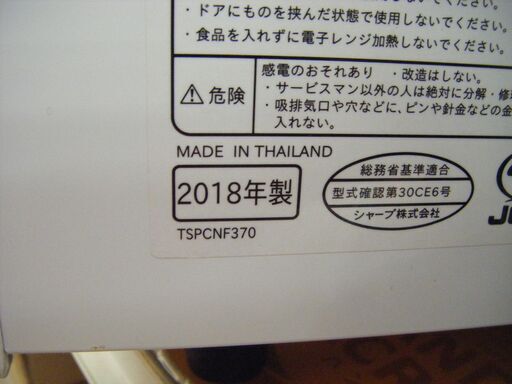 ・ドアにものを挟んだ状態で使用しないでください。
・食品を入れずに電子レンジ加熱しないでください。
危険
感電のおそれあり ・改造はしない。
・サービスマン以外の人は絶対に分解・修
・吸排気口や穴などに、ピンや針金などの金
入れない。
MADE IN THAILAND
2018年製
TSPCNF370
総務省基準適合
型式確認第30CE6号
シャープ株式会社